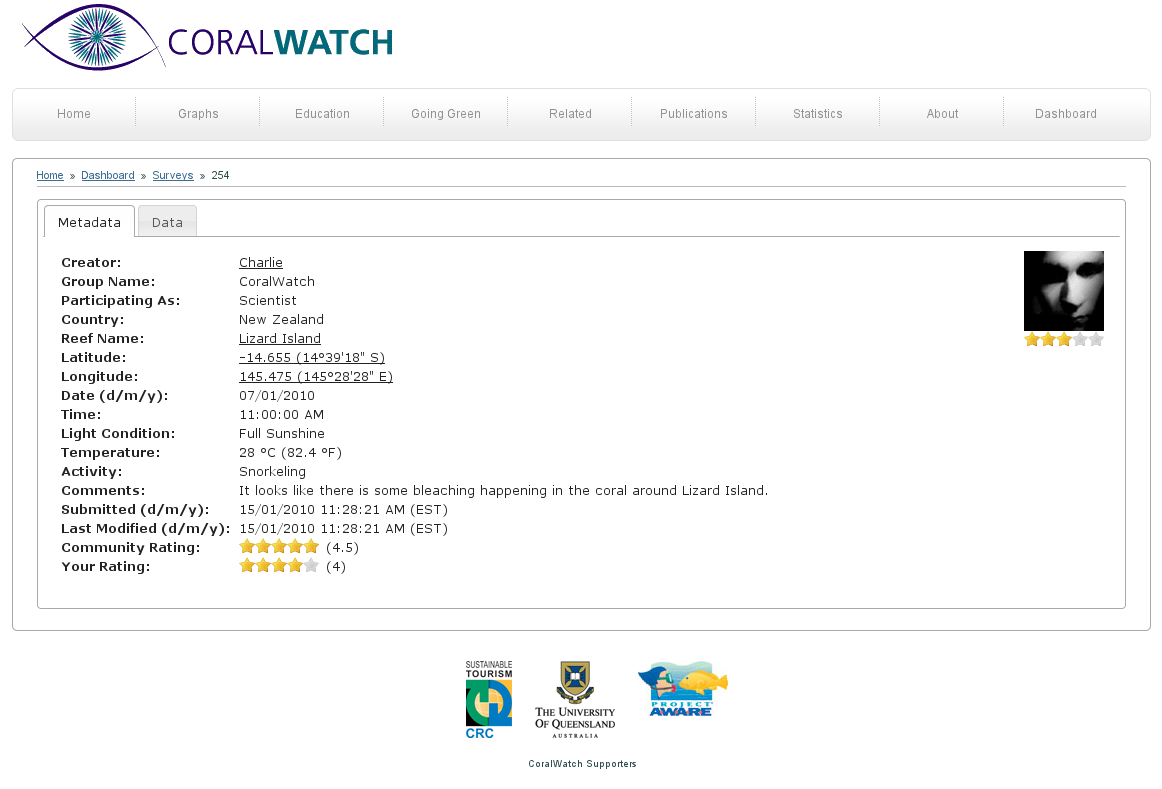 CORALWATCH
Home Graphs Education Going Green Related Publications Statistics About Dashboard
Home » Dashboard » Surveys » 254
Metadata Data
Creator: Charlie
Group Name: CoralWatch
Participating As: Scientist
Country: New Zealand
Reef Name: Lizard Island
Latitude: -14.655 (14°39'18" S)
Longitude: 145.475 (145°28'28" E)
Date (d/m/y): 07/01/2010
Time: 11:00:00 AM
Light Condition: Full Sunshine
Temperature: 28 ºC (82.4 ºF)
Activity: Snorkeling
Comments: It looks like there is some bleaching happening in the coral around Lizard Island.
Submitted (d/m/y): 15/01/2010 11:28:21 AM (EST)
Last Modified (d/m/y): 15/01/2010 11:28:21 AM (EST)
Community Rating: (4.5)
Your Rating: (4)
SUSTAINABLE
TOURISM
CRC
THE UNIVERSITY
OF QUEENSLAND
AUSTRALIA
PROJECT
AWARE
CoralWatch Supporters